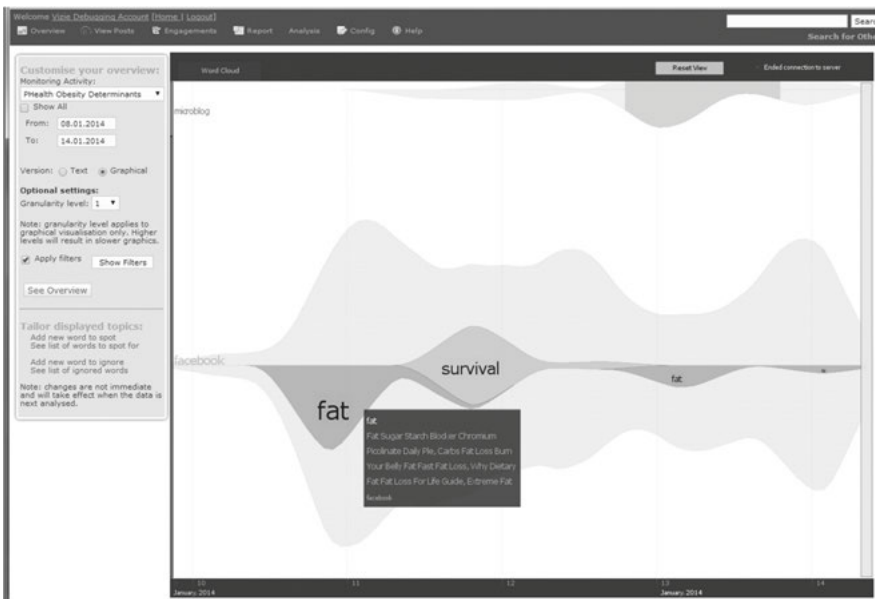 Welcome Vizie Debugging Account [Home | Logout]
Overview View Posts Engagements Report Analysis Config Help
Sear
Search for Oth
Customise your overview:
Monitoring Activity:
PHealth Obesity Determinants
Show All
From: 08.01.2014
To: 14.01.2014
Version: Text Graphical
Optional settings:
Granularity level: 1
Note: granularity level applies to
graphical visualisation only. Higher
levels will result in slower graphics.
Apply filters Show Filters
See Overview
Tailor displayed topics:
Add new word to spot
See list of words to spot for
Add new word to ignore
See list of ignored words
Note: changes are not immediate
and will take effect when the data is
next analysed.
Word Cloud Reset View Ended connection to server
microblog
facebook
survival
fat
fat
fat
Fat Sugar Starch Blocker Chromium
Picolinate Daily Pie, Carbs Fat Loss Burn
Your Belly Fat Fast Fat Loss, Why Dietary
Fat Fat Loss For Life Guide, Extreme Fat
facebook
10 11 12 13 14
January 2014 January 2014